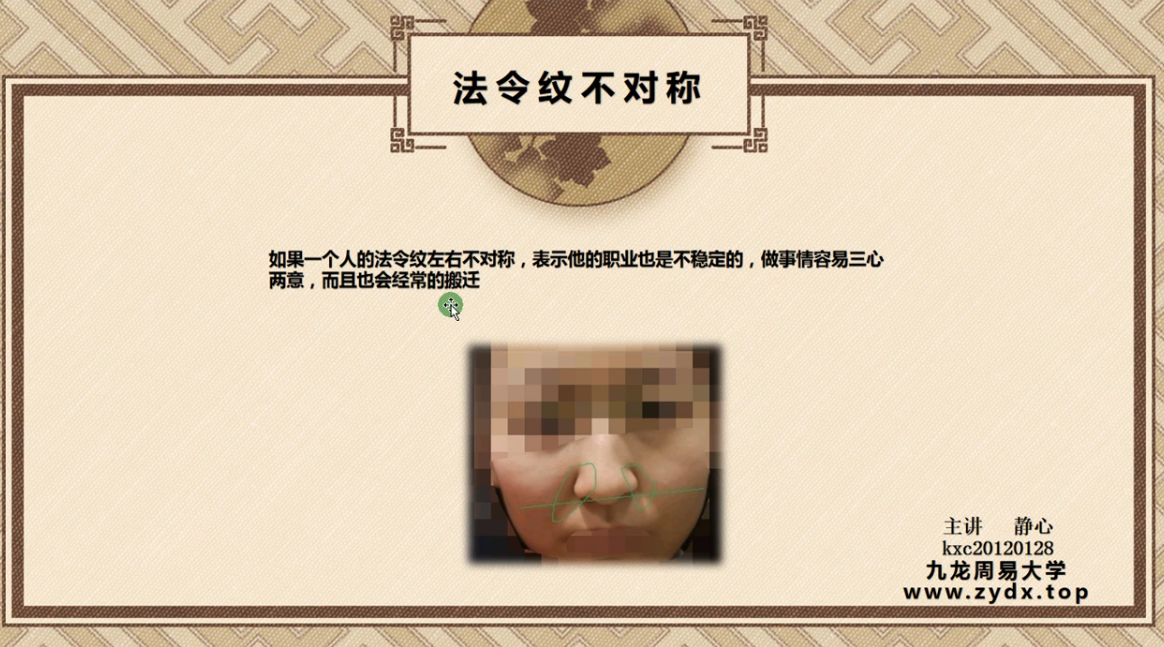 法令纹不对称
如果一个人的法令纹左右不对称，表示他的职业也是不稳定的，做事情容易三心
两意，而且也会经常的搬迁
主讲 静心
kxc20120128
九龙周易大学
www.zydx.top